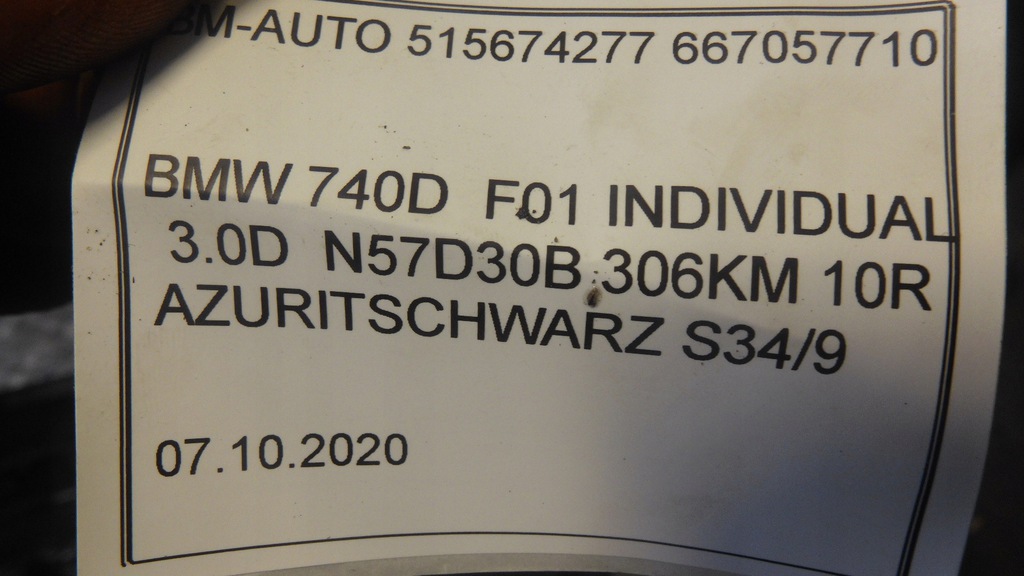 BM-AUTO 515674277 667057710
BMW 740D F01 INDIVIDUAL
3.0D N57D30B 306KM 10R
AZURITSCHWARZ S34/9
07.10.2020